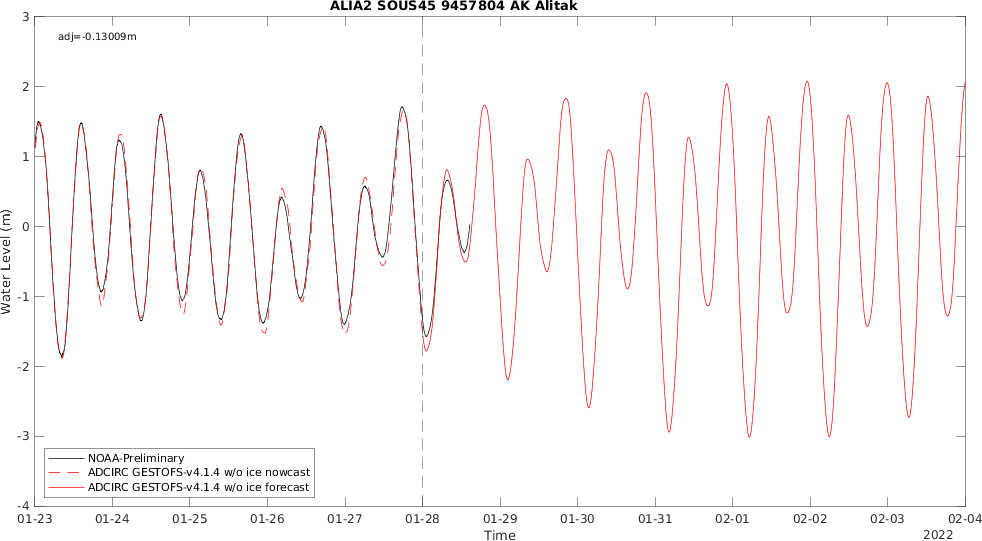 ALIA2 SOUS45 9457804 AK Alitak
adj=-0.13009m
3
2
1
0
-1
-2
-3
-4
Water Level (m)
NOAA-Preliminary
ADCIRC GESTOFS-v4.1.4 w/o ice nowcast
ADCIRC GESTOFS-v4.1.4 w/o ice forecast
01-23 01-24 01-25 01-26 01-27 01-28 01-29 01-30 01-31 02-01 02-02 02-03 02-04
Time
2022